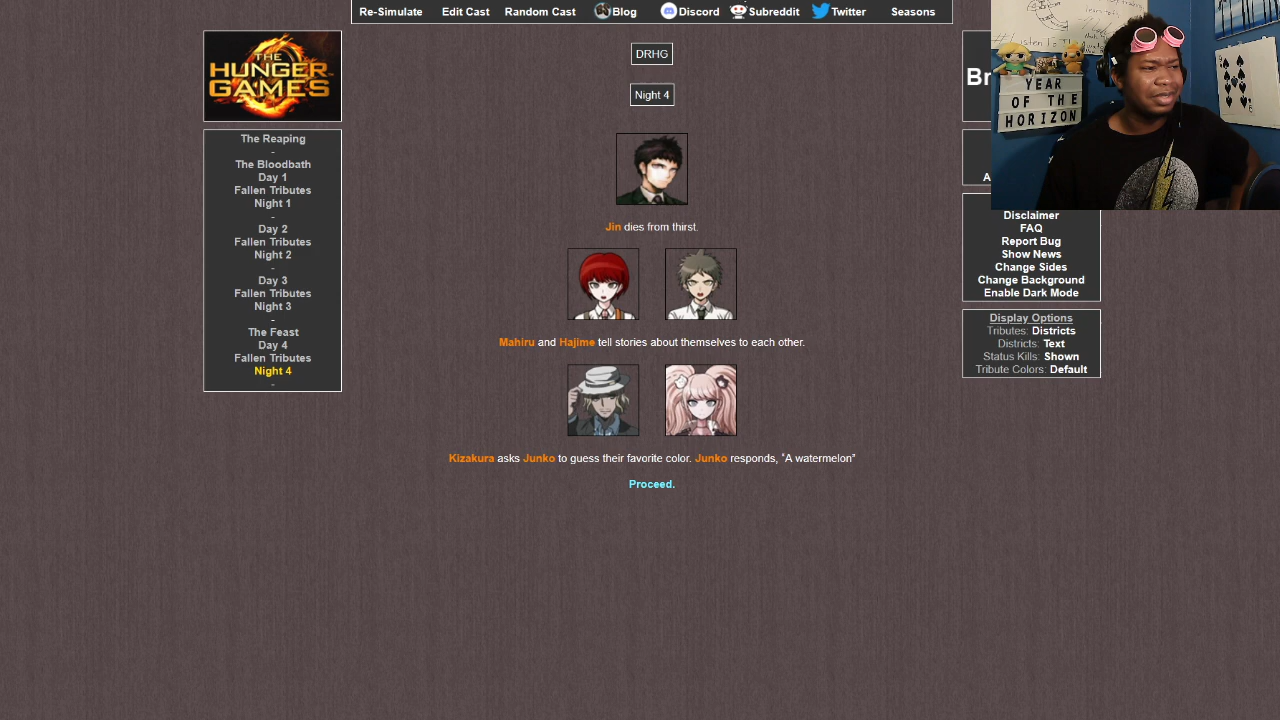 Re-Simulate Edit Cast Random Cast Blog Discord Subreddit Twitter Seasons
THE
HUNGER
GAMES
The Reaping
-
The Bloodbath
Day 1
Fallen Tributes
Night 1
-
Day 2
Fallen Tributes
Night 2
-
Day 3
Fallen Tributes
Night 3
-
The Feast
Day 4
Fallen Tributes
Night 4
-
DRHG
Night 4
Jin dies from thirst.
Mahiru and Hajime tell stories about themselves to each other.
Kizakura asks Junko to guess their favorite color. Junko responds, "A watermelon"
Proceed.
Br
A
YEAR
OF THE
HORIZON
Disclaimer
FAQ
Report Bug
Show News
Change Sides
Change Background
Enable Dark Mode
Display Options
Tributes: Districts
Districts: Text
Status Kills: Shown
Tribute Colors: Default